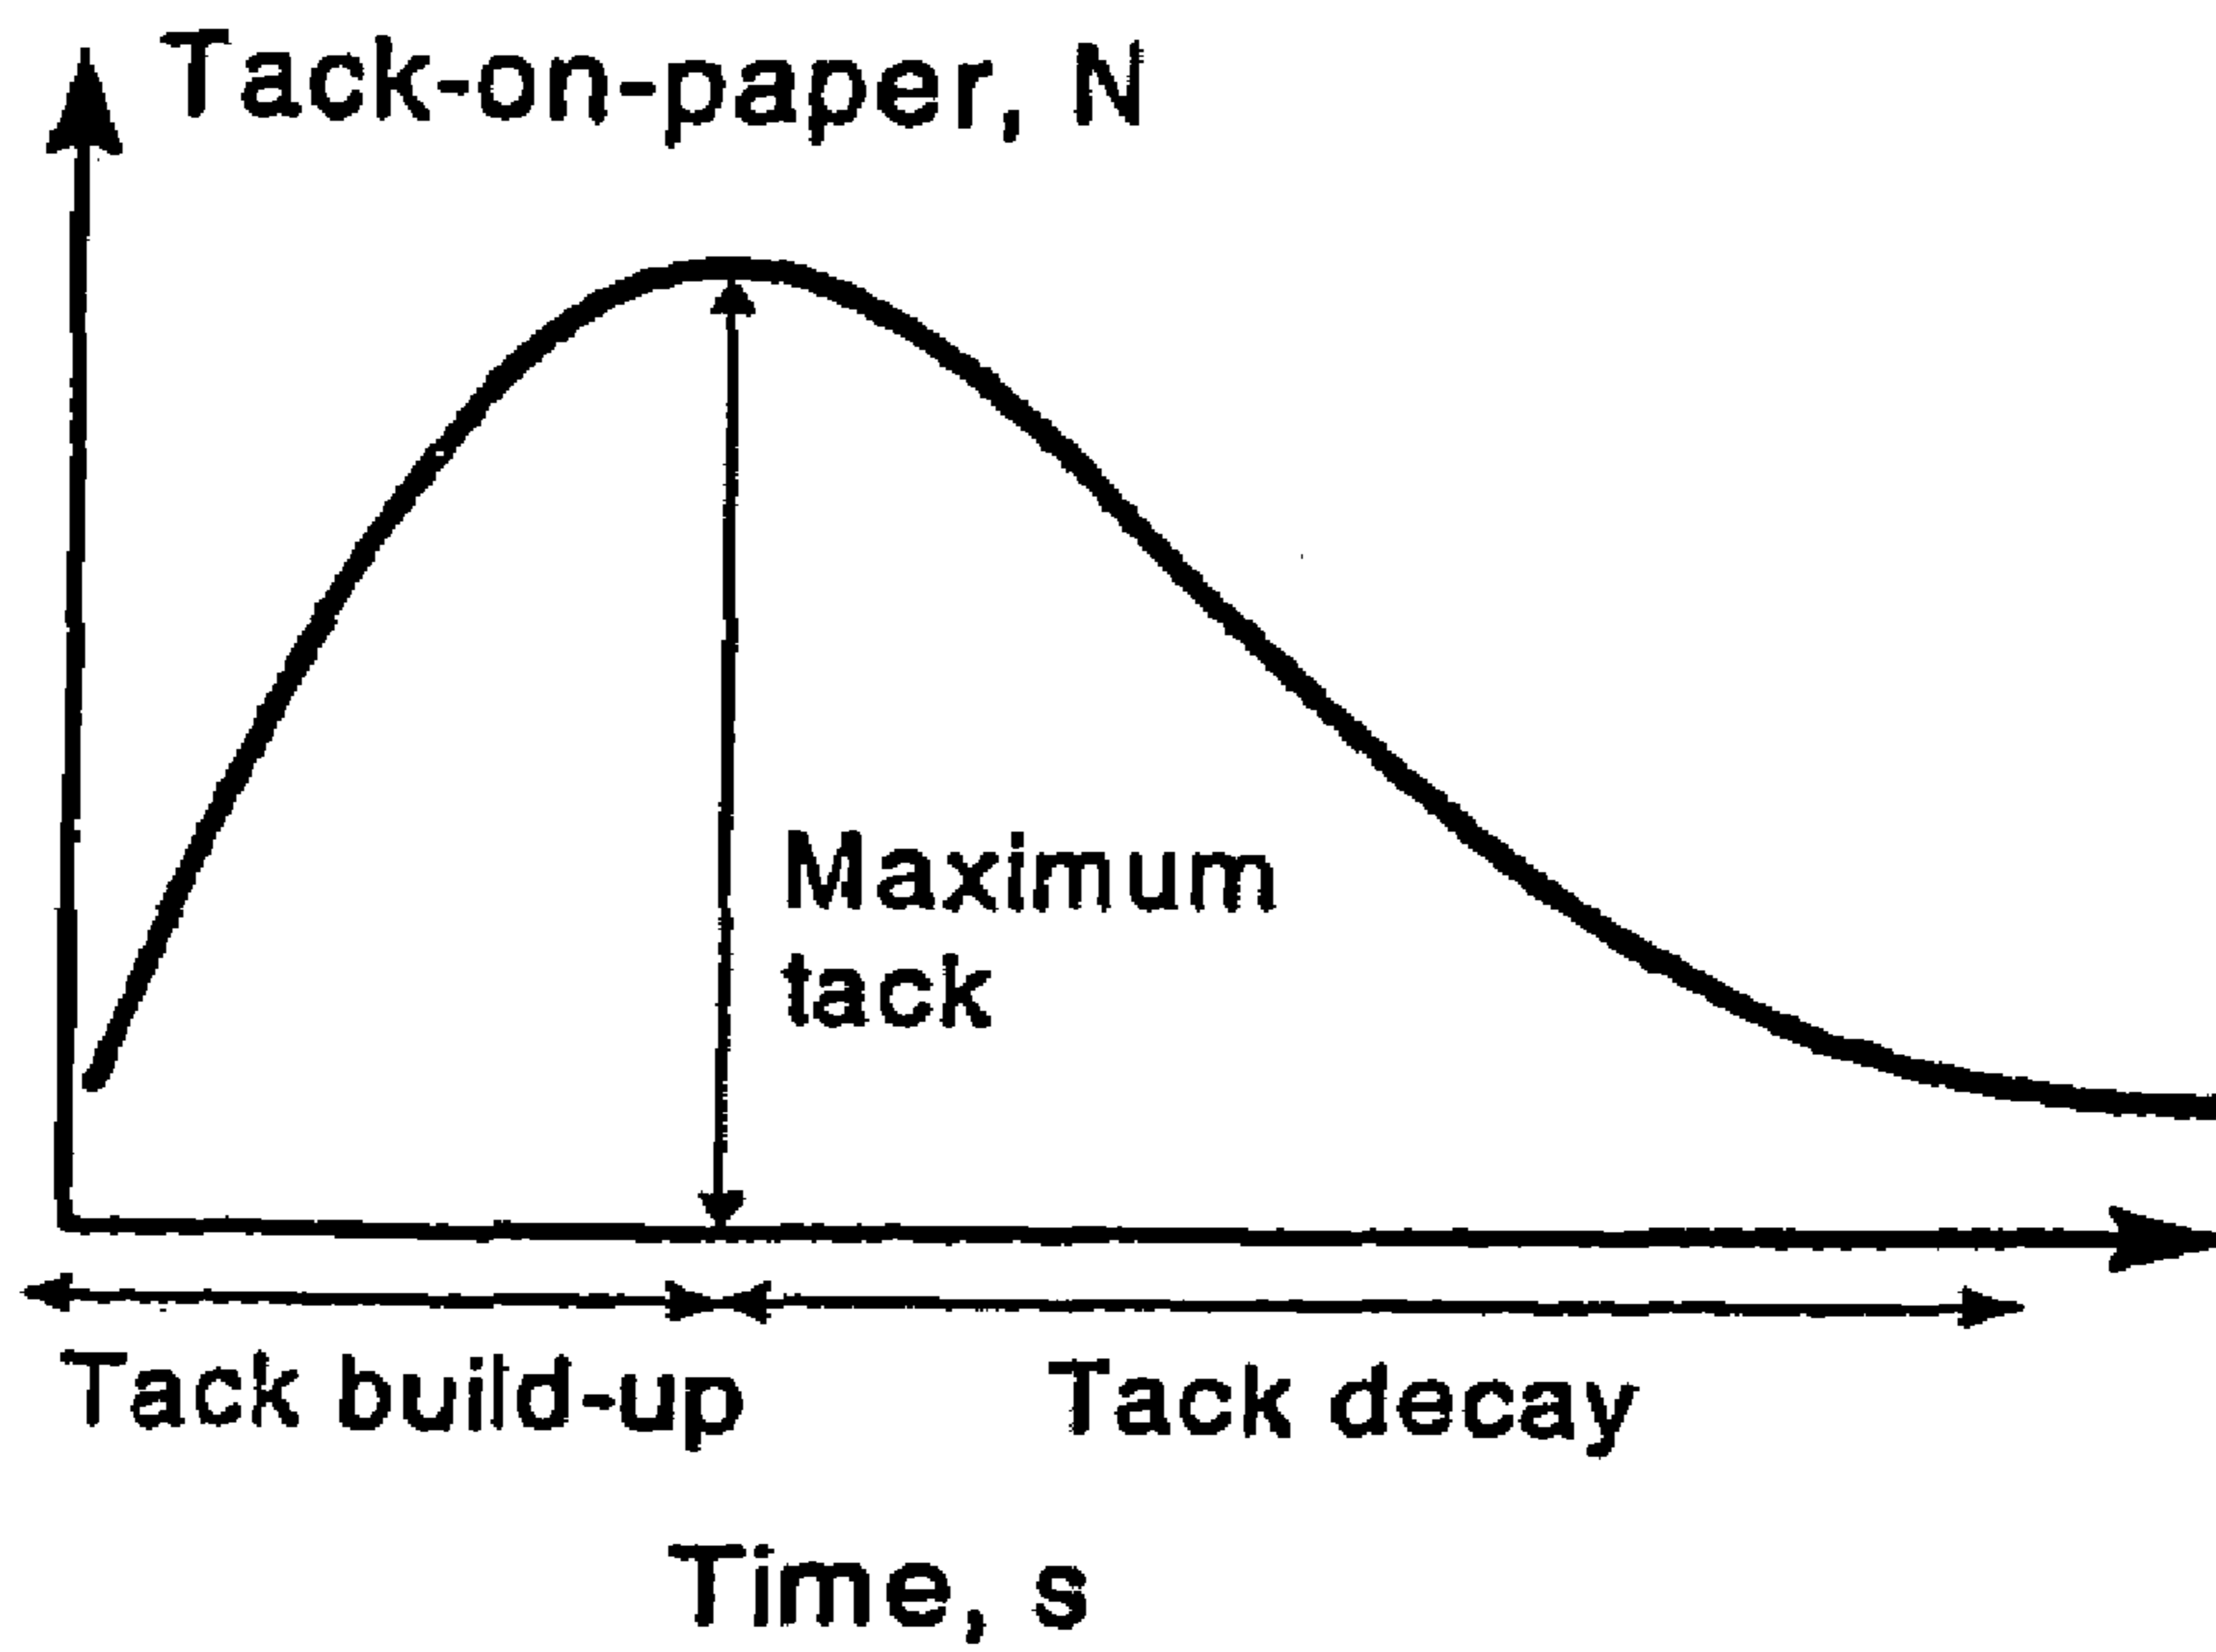 Tack-on-paper, N
Maximum
tack
Tack build-up
Tack decay
Time, s